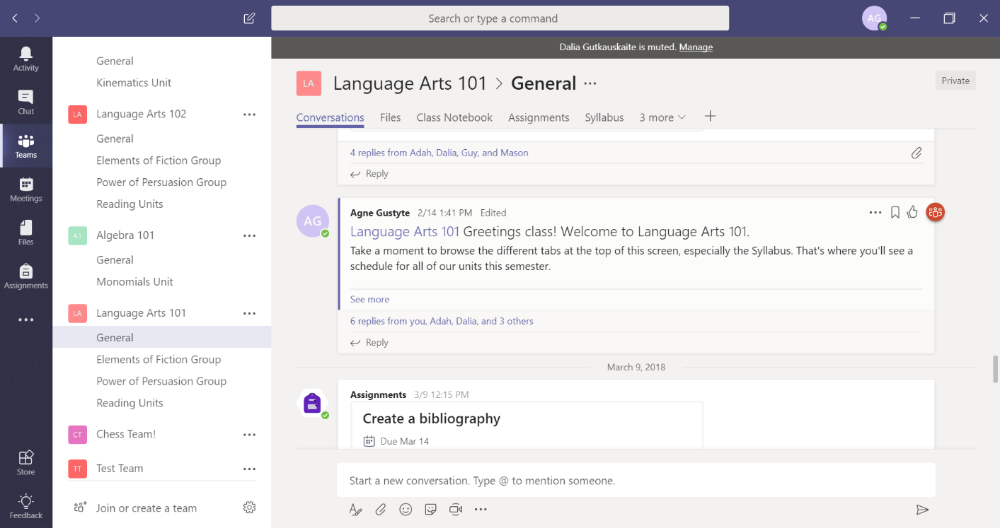 Search or type a command
AG
Activity
Chat
Teams
Meetings
Files
Assignments
Store
Feedback
General
Kinematics Unit
LA Language Arts 102
General
Elements of Fiction Group
Power of Persuasion Group
Reading Units
A1 Algebra 101
General
Monomials Unit
LA Language Arts 101
General
Elements of Fiction Group
Power of Persuasion Group
Reading Units
CT Chess Team!
TT Test Team
Join or create a team
Dalia Gutkauskaite is muted. Manage
LA Language Arts 101 > General ...
Private
Conversations Files Class Notebook Assignments Syllabus 3 more
4 replies from Adah, Dalia, Guy, and Mason
Reply
AG
Agne Gustyte 2/14 1:41 PM Edited
Language Arts 101 Greetings class! Welcome to Language Arts 101.
Take a moment to browse the different tabs at the top of this screen, especially the Syllabus. That's where you'll see a
schedule for all of our units this semester.
See more
6 replies from you, Adah, Dalia, and 3 others
Reply
March 9, 2018
Assignments 3/9 12:15 PM
Create a bibliography
Due Mar 14
Start a new conversation. Type @ to mention someone.